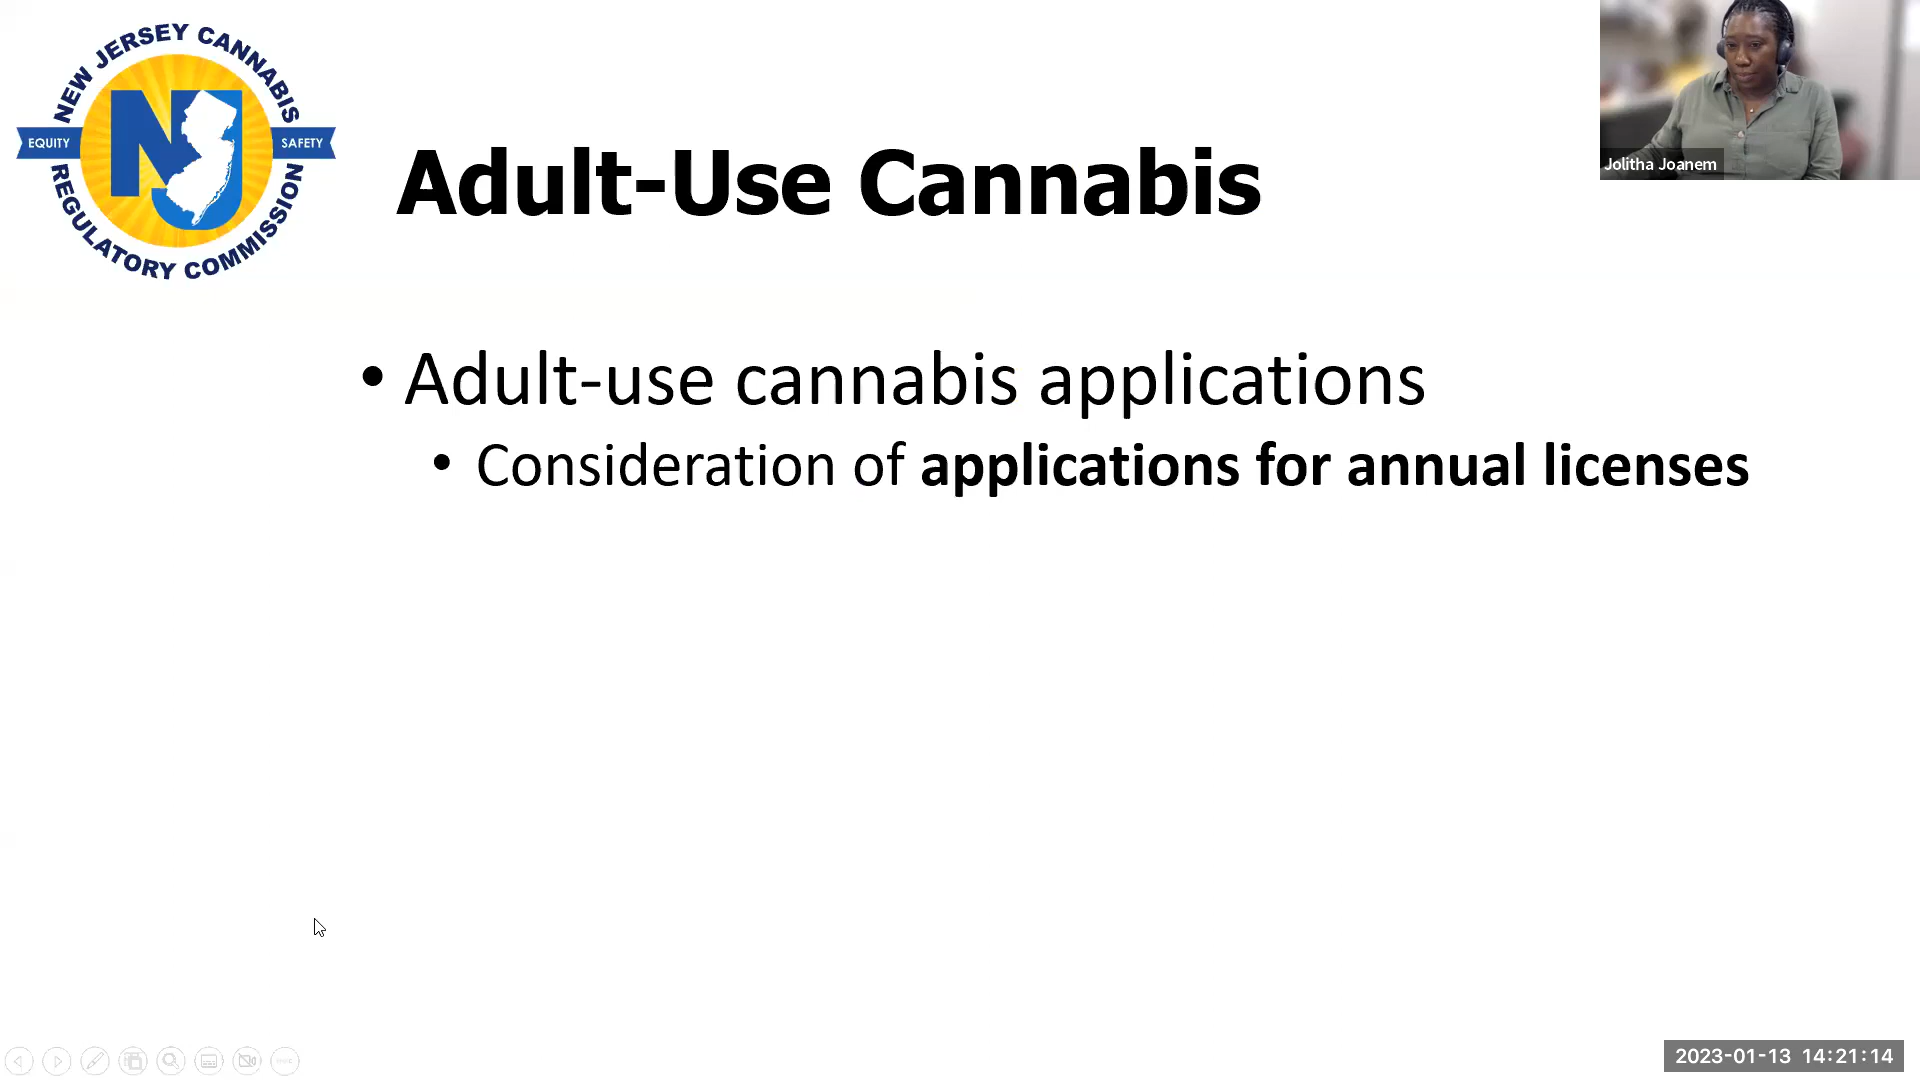 NEW JERSEY CANNABIS
EQUITY
NJ
SAFETY
REGULATORY COMMISSION
Jolitha Joanem
Adult-Use Cannabis
• Adult-use cannabis applications
• Consideration of applications for annual licenses
2023-01-13 14:21:14